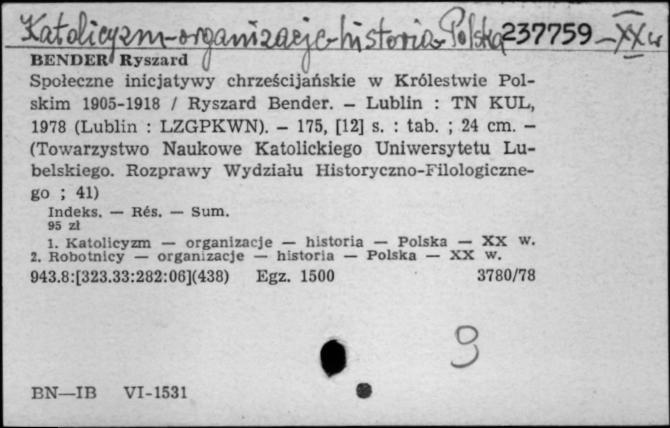 Katolicyzm-organizacje-historia-Polska 237759 -XX w
BENDER Ryszard
Społeczne inicjatywy chrześcijańskie w Królestwie Pol-
skim 1905-1918 / Ryszard Bender. — Lublin : TN KUL,
1978 (Lublin : LZGPKWN). — 175, [12] s. : tab. ; 24 cm. —
(Towarzystwo Naukowe Katolickiego Uniwersytetu Lu-
belskiego. Rozprawy Wydziału Historyczno-Filologiczne-
go ; 41)
Indeks. — Rés. — Sum.
95 zł
1. Katolicyzm — organizacje — historia — Polska — XX w.
2. Robotnicy — organizacje — historia — Polska — XX w.
943.8:[323.33:282:06](438) Egz. 1500 3780/78
9
BN—IB VI-1531